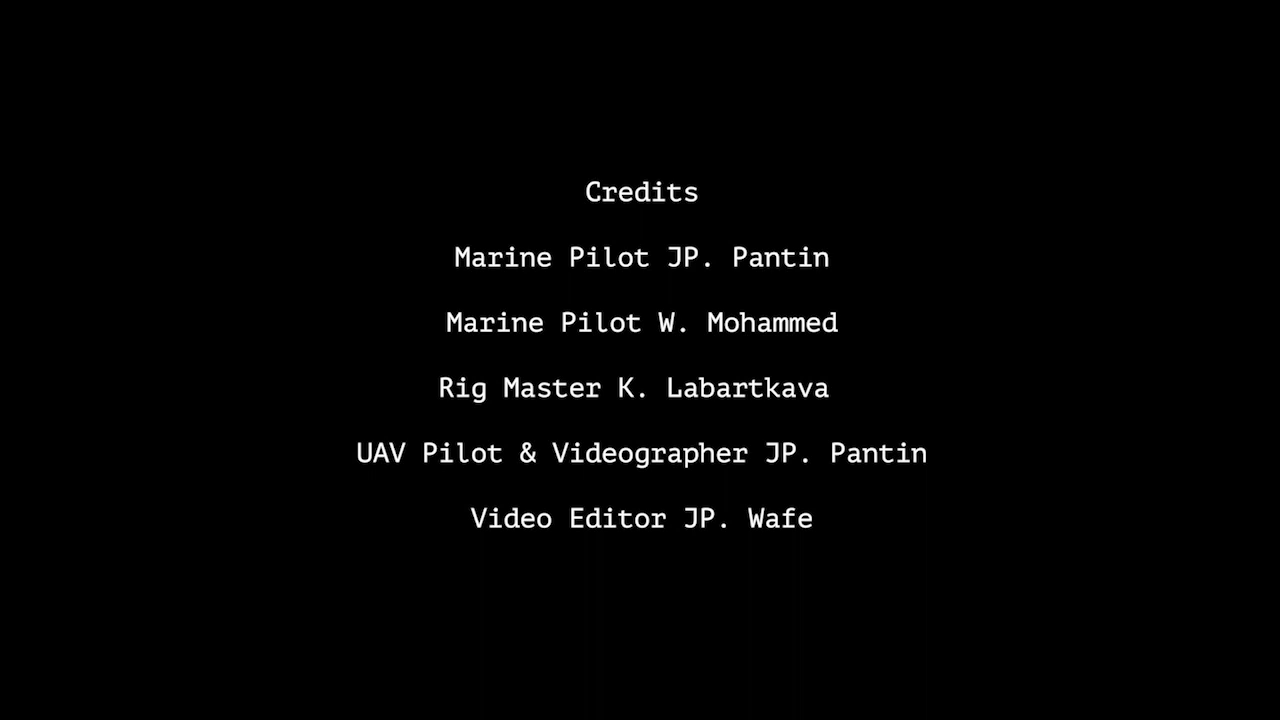 Credits
Marine Pilot JP. Pantin
Marine Pilot W. Mohammed
Rig Master K. Labartkava
UAV Pilot & Videographer JP. Pantin
Video Editor JP. Wafe